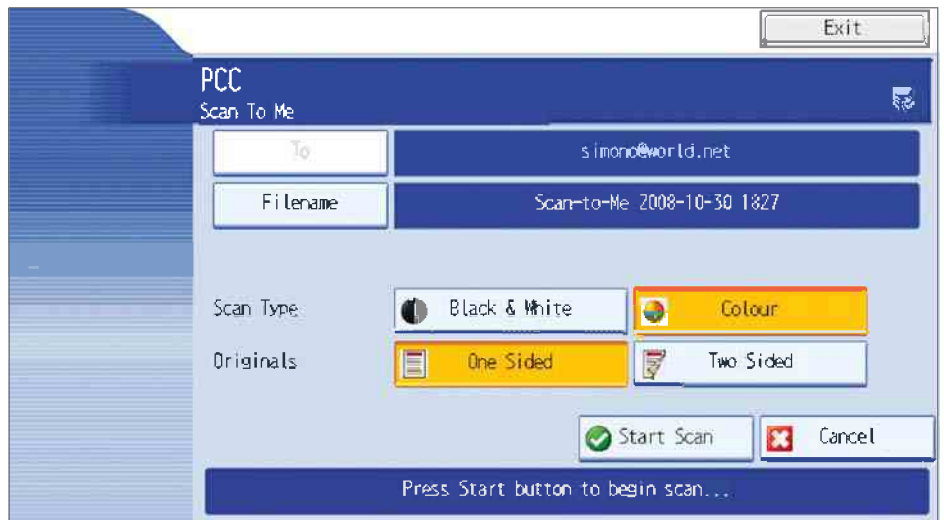 Exit
PCC
Scan To Me
To
simono@world.net
Filename
Scan-to-Me 2008-10-30 1827
Scan Type
Black & White
Colour
Originals
One Sided
Two Sided
Start Scan
Cancel
Press Start button to begin scan...